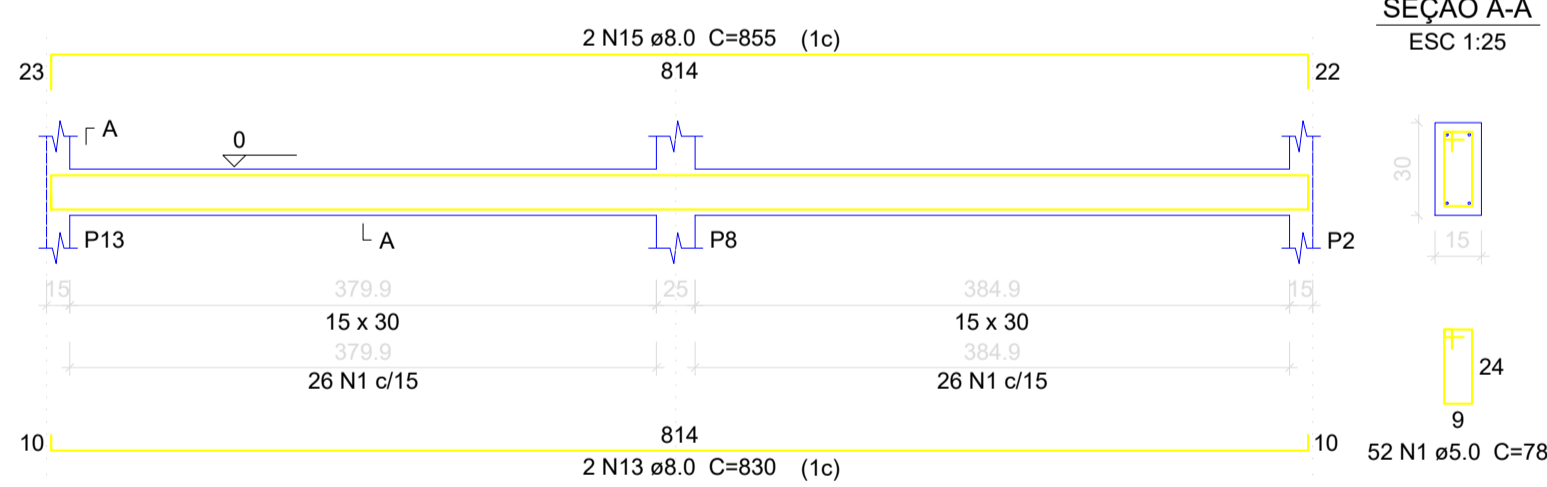 SEÇÃO A-A
ESC 1:25
2 N15 ø8.0 C=855 (1c)
23 814 22
A
0
30
P13 A P8 P2
15
15 379.9 25 384.9 15
15 x 30 15 x 30
379.9 384.9
26 N1 c/15 26 N1 c/15
24
9
52 N1 ø5.0 C=78
10 814 10
2 N13 ø8.0 C=830 (1c)